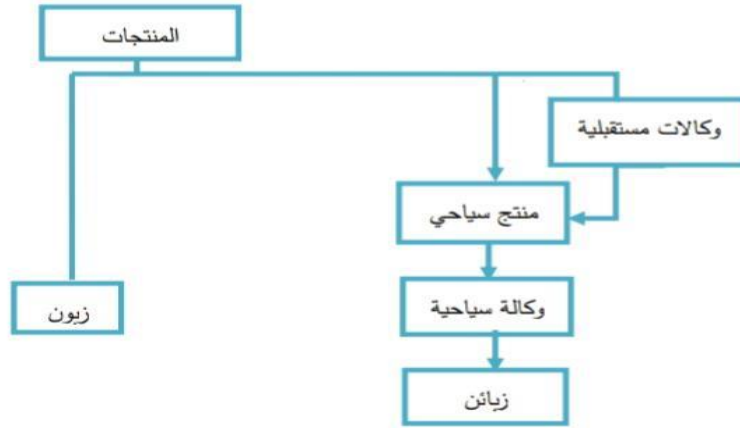 المنتجات
وكالات مستقبلية
منتج سياحي
وكالة سياحية
زبون
زبائن